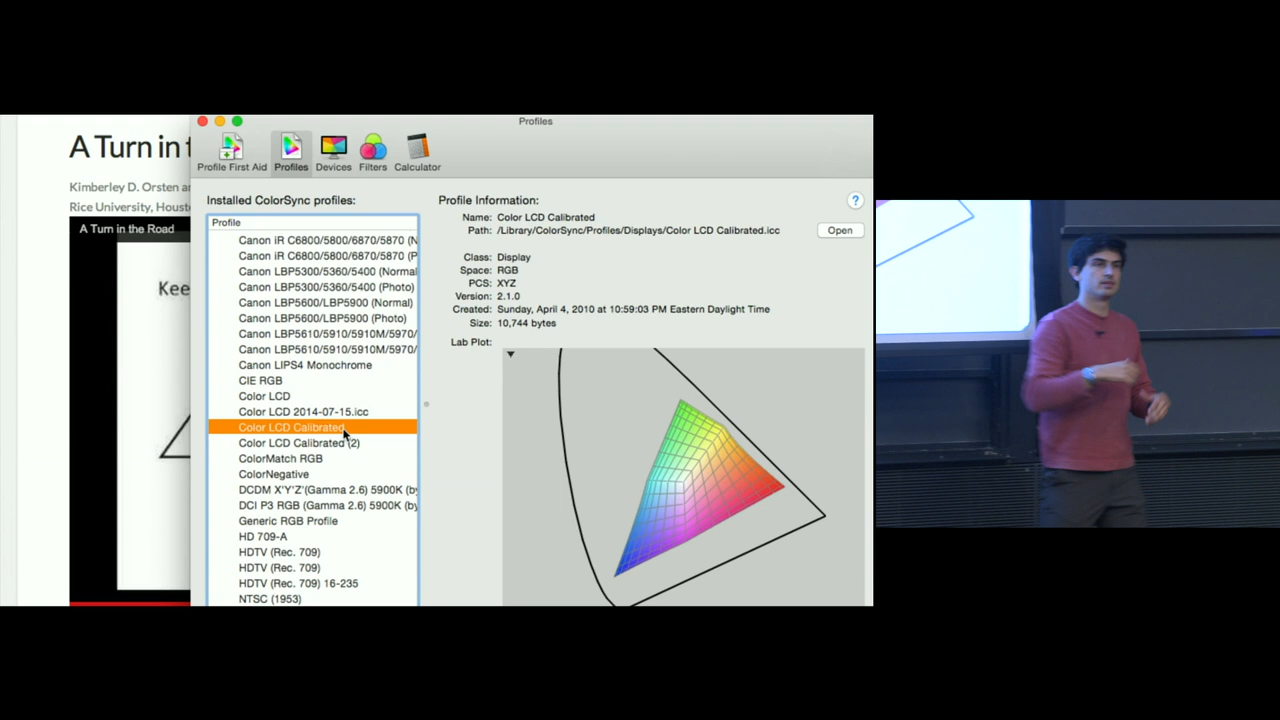 A Turn in t
Kimberley D. Orsten a
Rice University, Houst
A Turn in the Road
Kee
Profiles
Profile First Aid
Profiles
Devices
Filters
Calculator
Installed ColorSync profiles:
Profile
Canon iR C6800/5800/6870/5870 (N
Canon iR C6800/5800/6870/5870 (P
Canon LBP5300/5360/5400 (Normal
Canon LBP5300/5360/5400 (Photo)
Canon LBP5600/LBP5900 (Normal)
Canon LBP5600/LBP5900 (Photo)
Canon LBP5610/5910/5910M/5970/
Canon LBP5610/5910/5910M/5970/
Canon LIPS4 Monochrome
CIE RGB
Color LCD
Color LCD 2014-07-15.icc
Color LCD Calibrated
Color LCD Calibrated (2)
ColorMatch RGB
ColorNegative
DCDM X'Y'Z'(Gamma 2.6) 5900K (by
DCI P3 RGB (Gamma 2.6) 5900K (by
Generic RGB Profile
HD 709-A
HDTV (Rec. 709)
HDTV (Rec. 709)
HDTV (Rec. 709) 16-235
NTSC (1953)
Profile Information:
?
Name: Color LCD Calibrated
Path: /Library/ColorSync/Profiles/Displays/Color LCD Calibrated.icc
Open
Class: Display
Space: RGB
PCS: XYZ
Version: 2.1.0
Created: Sunday, April 4, 2010 at 10:59:03 PM Eastern Daylight Time
Size: 10,744 bytes
Lab Plot: